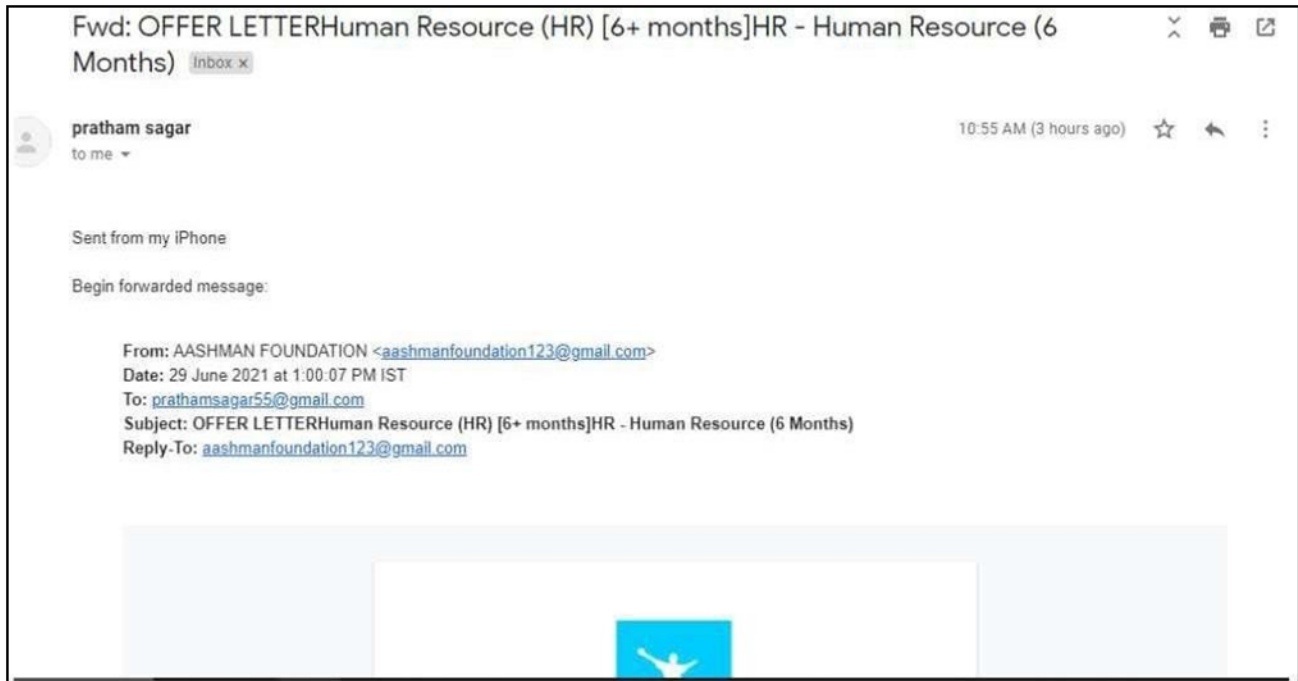 Fwd: OFFER LETTERHuman Resource (HR) [6+ months]HR - Human Resource (6
Months) Inbox x
pratham sagar 10:55 AM (3 hours ago)
to me
Sent from my iPhone
Begin forwarded message:
From: AASHMAN FOUNDATION <aashmanfoundation123@gmail.com>
Date: 29 June 2021 at 1:00:07 PM IST
To: prathamsagar55@gmail.com
Subject: OFFER LETTERHuman Resource (HR) [6+ months]HR - Human Resource (6 Months)
Reply-To: aashmanfoundation123@gmail.com